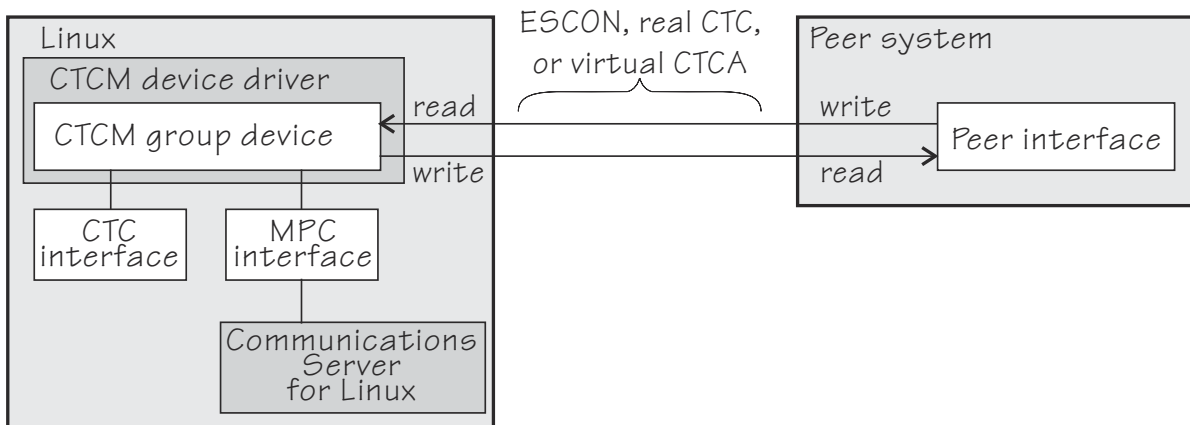 Linux
CTCM device driver
CTCM group device
CTC
interface
MPC
interface
Communications
Server
for Linux
ESCON, real CTC,
or virtual CTCA
read
write
write
read
Peer system
Peer interface